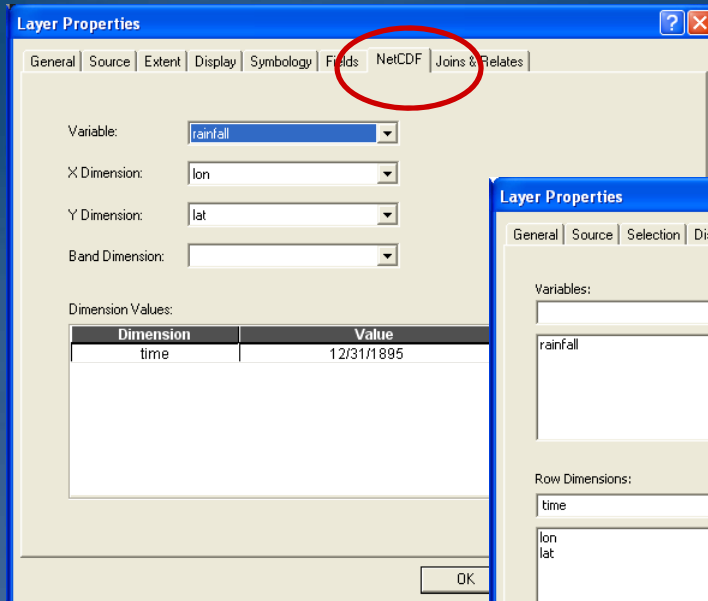 Layer Properties
General Source Extent Display Symbology Fields NetCDF Joins & Relates
Variable: rainfall
X Dimension: lon
Y Dimension: lat
Band Dimension:
Dimension Values:
Dimension Value
time 12/31/1895
OK
Layer Properties
General Source Selection
Variables:
rainfall
Row Dimensions:
time
lon
lat